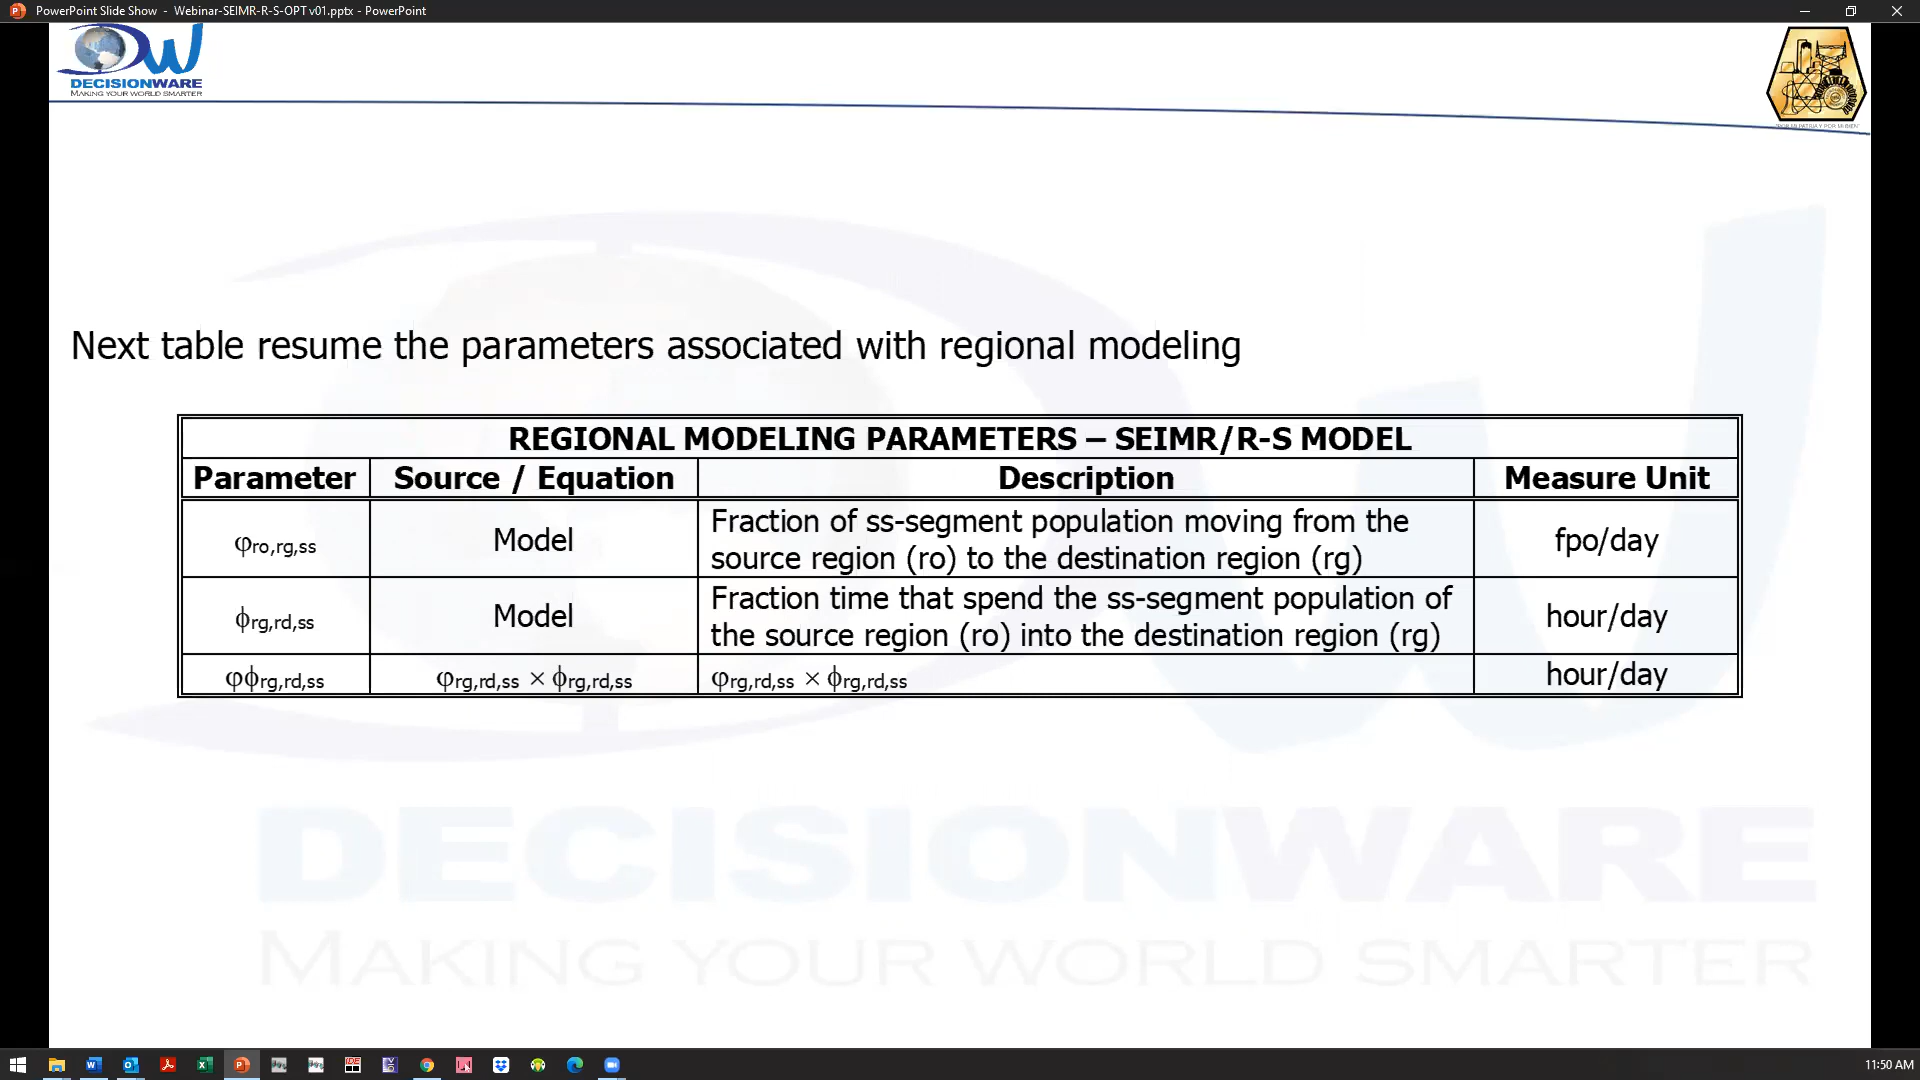 PowerPoint Slide Show - Webinar-SEIMR-R-S-OPT v01.pptx - PowerPoint
DW
DECISIONWARE
MAKING YOUR WORLD SMARTER
Next table resume the parameters associated with regional modeling
REGIONAL MODELING PARAMETERS – SEIMR/R-S MODEL
Parameter Source / Equation Description Measure Unit
φro,rg,ss Model Fraction of ss-segment population moving from the source region (ro) to the destination region (rg) fpo/day
ϕrg,rd,ss Model Fraction time that spend the ss-segment population of the source region (ro) into the destination region (rg) hour/day
φϕrg,rd,ss φrg,rd,ss × ϕrg,rd,ss φrg,rd,ss × ϕrg,rd,ss hour/day
DECISIONWARE
MAKING YOUR WORLD SMARTER
11:50 AM